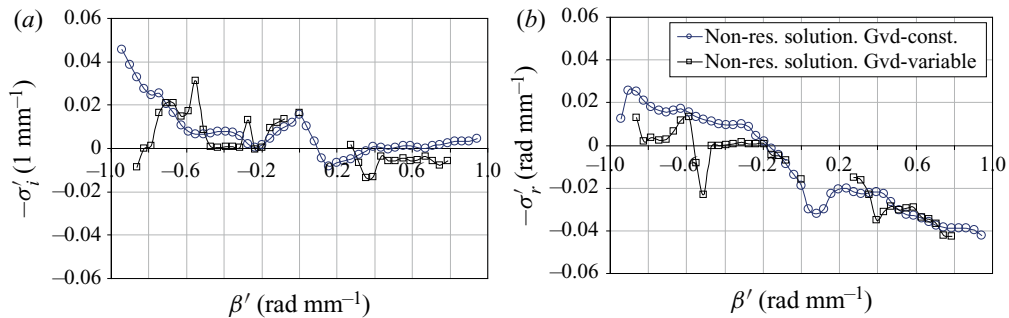 (a)
0.06
0.04
0.02
0
−0.02
−0.04
−0.06
−1.0 −0.6 −0.2 0.2 0.6 1.0
−σ′i (1 mm−1)
β′ (rad mm−1)
(b)
0.06
0.04
0.02
0
−0.02
−0.04
−0.06
−1.0 −0.6 −0.2 0.2 0.6 1.0
−σ′r (rad mm−1)
β′ (rad mm−1)
Non-res. solution. Gvd-const.
Non-res. solution. Gvd-variable